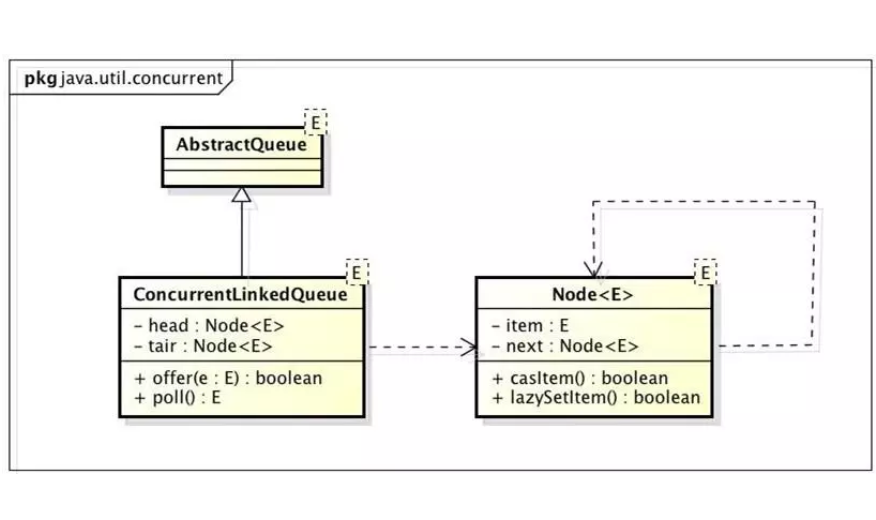 pkg java.util.concurrent
E
AbstractQueue
E
ConcurrentLinkedQueue
- head : Node<E>
- tair : Node<E>
+ offer(e : E) : boolean
+ poll() : E
E
Node<E>
- item : E
- next : Node<E>
+ casItem() : boolean
+ lazySetItem() : boolean